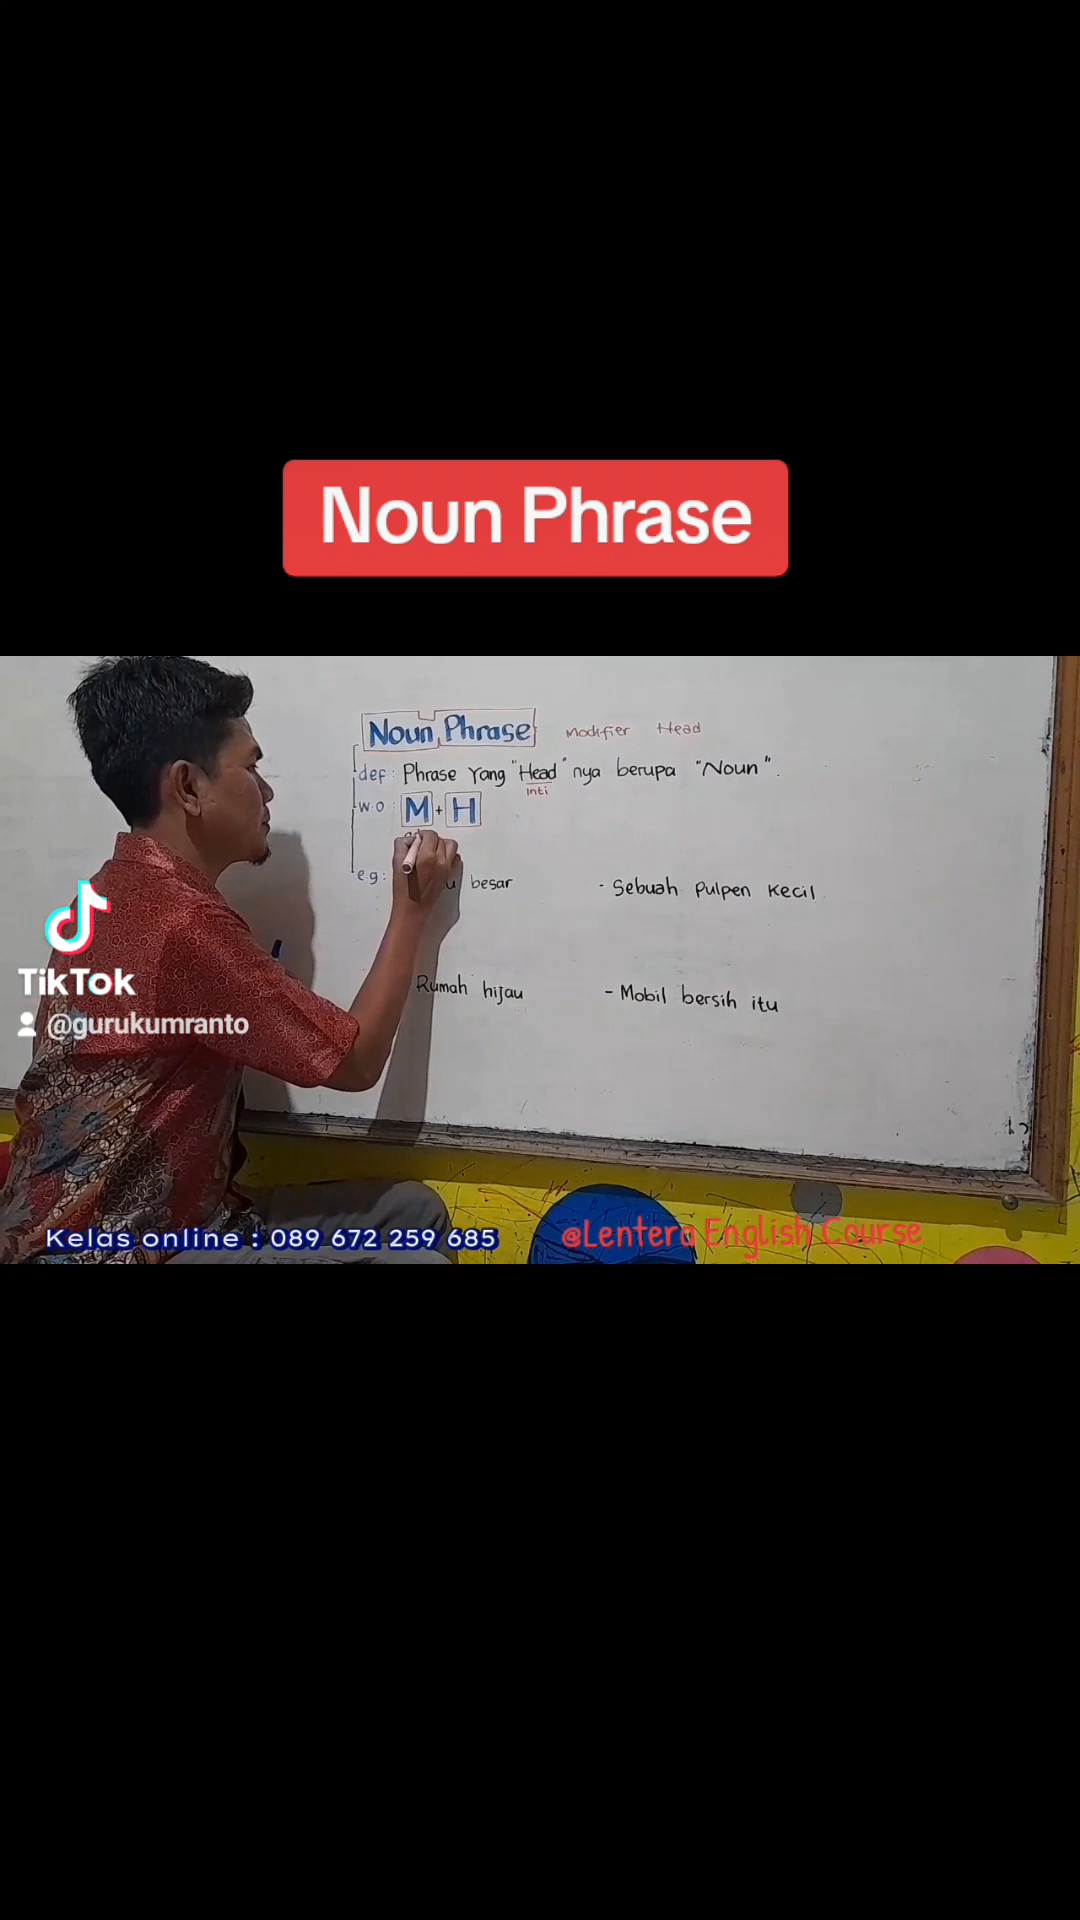 Noun Phrase
Noun Phrase Modifier Head
def : Phrase Yang "Head" nya berupa "Noun".
inti
W.O : M + H
e.g : besar - Sebuah Pulpen Kecil
Rumah hijau - Mobil bersih itu
TikTok
@gurukumranto
Kelas online : 089 672 259 685 @Lentera English Course